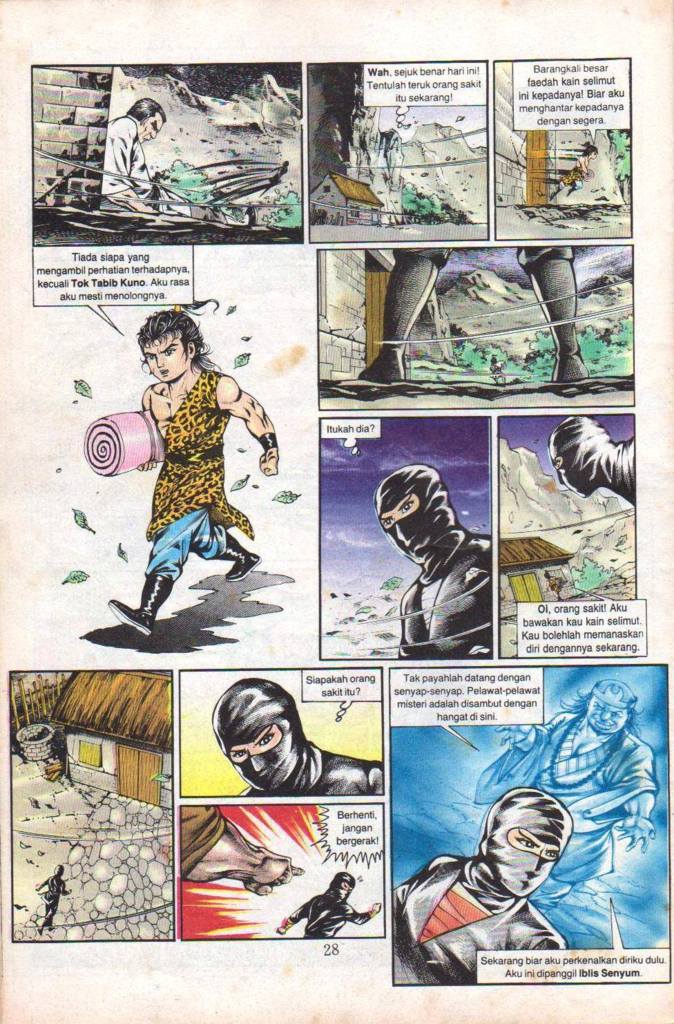 Wah, sejuk benar hari ini!
Tentulah teruk orang sakit
itu sekarang!
Barangkali besar
faedah kain selimut
ini kepadanya! Biar aku
menghantar kepadanya
dengan segera.
Tiada siapa yang
mengambil perhatian terhadapnya,
kecuali Tok Tabib Kuno. Aku rasa
aku mesti menolongnya.
Itukah dia?
Oi, orang sakit! Aku
bawakan kau kain selimut.
Kau bolehlah memanaskan
diri dengannya sekarang.
Siapakah orang
sakit itu?
Berhenti,
jangan
bergerak!
Tak payahlah datang dengan
senyap-senyap. Pelawat-pelawat
misteri adalah disambut dengan
hangat di sini.
Sekarang biar aku perkenalkan diriku dulu.
Aku ini dipanggil Iblis Senyum.
28